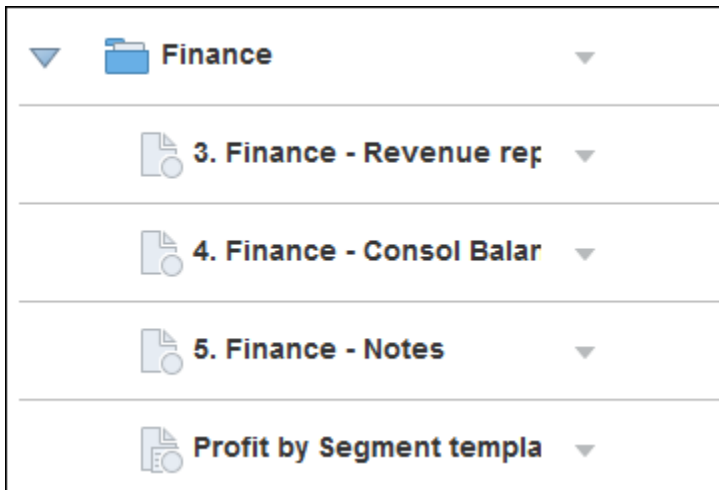 Finance
3. Finance - Revenue rep
4. Finance - Consol Balar
5. Finance - Notes
Profit by Segment templa